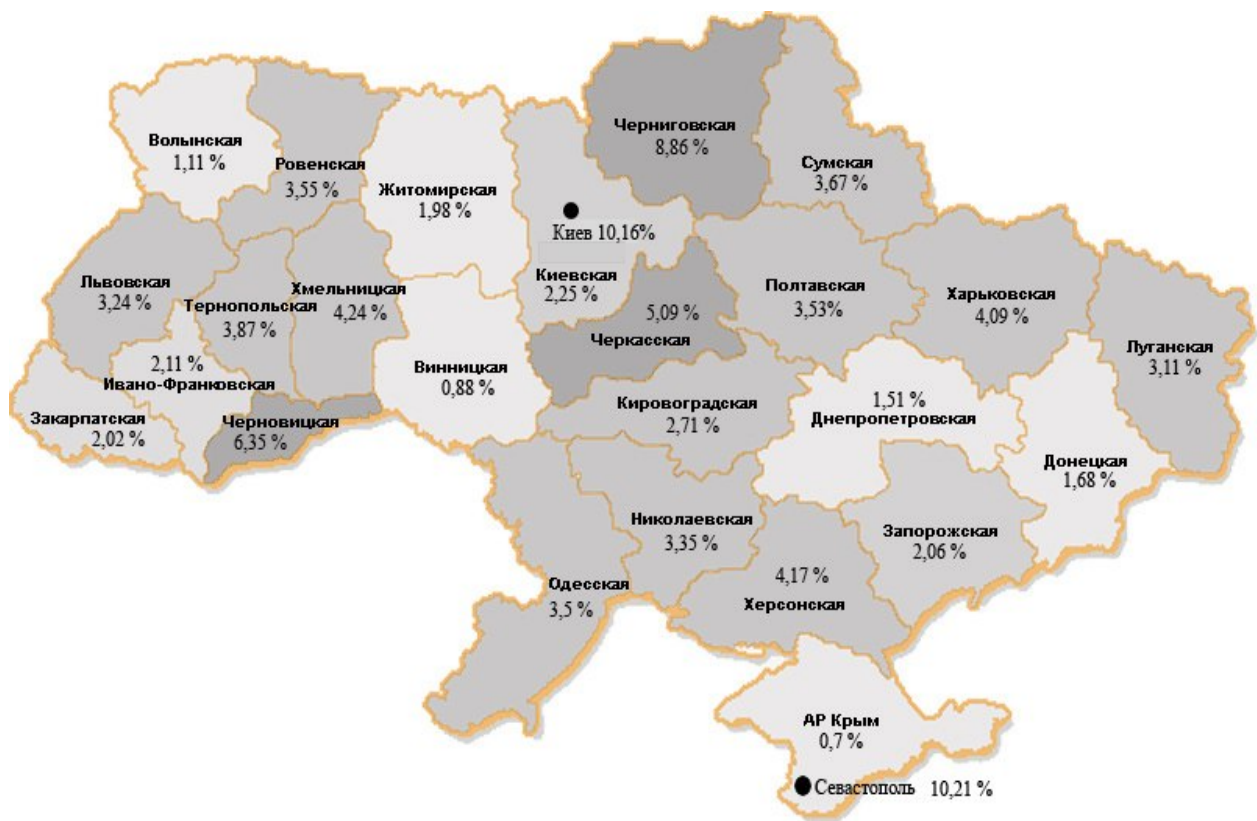 Волынская
1,11 %
Ровенская
3,55 %
Житомирская
1,98 %
Черниговская
8,86 %
Сумская
3,67 %
Киев 10,16%
Киевская
2,25 %
Львовская
3,24 %
Тернопольская
3,87 %
Хмельницкая
4,24 %
5,09 %
Черкасская
Полтавская
3,53%
Харьковская
4,09 %
Луганская
3,11 %
2,11 %
Ивано-Франковская
Закарпатская
2,02 %
Черновицкая
6,35 %
Винницкая
0,88 %
Кировоградская
2,71 %
1,51 %
Днепропетровская
Донецкая
1,68 %
Николаевская
3,35 %
Запорожская
2,06 %
Одесская
3,5 %
4,17 %
Херсонская
АР Крым
0,7 %
Севастополь 10,21 %